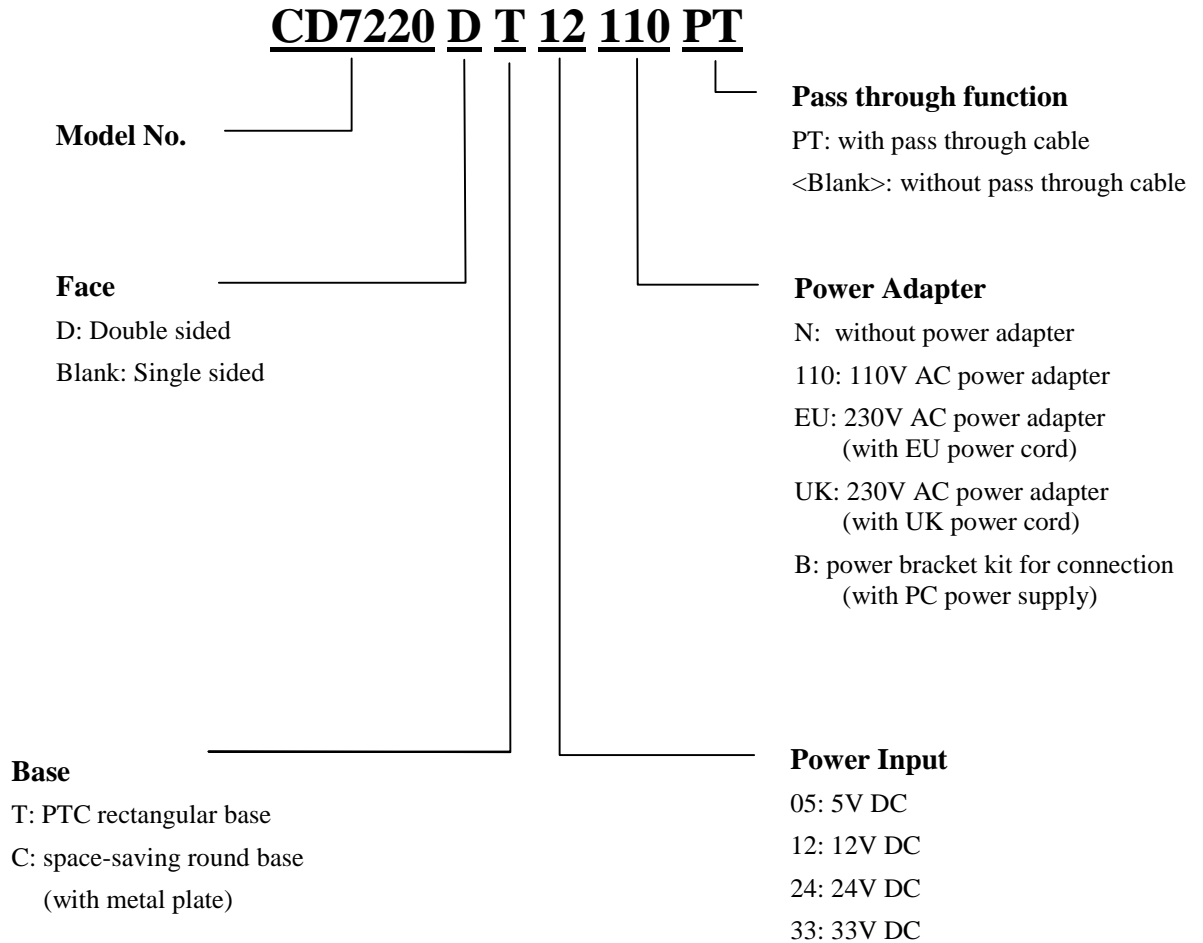 CD7220 D T 12 110 PT
Model No.
Pass through function
PT: with pass through cable
<Blank>: without pass through cable
Face
D: Double sided
Blank: Single sided
Power Adapter
N: without power adapter
110: 110V AC power adapter
EU: 230V AC power adapter
(with EU power cord)
UK: 230V AC power adapter
(with UK power cord)
B: power bracket kit for connection
(with PC power supply)
Base
T: PTC rectangular base
C: space-saving round base
(with metal plate)
Power Input
05: 5V DC
12: 12V DC
24: 24V DC
33: 33V DC